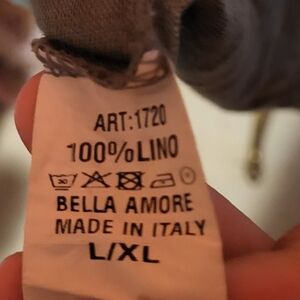 ART:1720
100%LINO
BELLA AMORE
MADE IN ITALY
L/XL